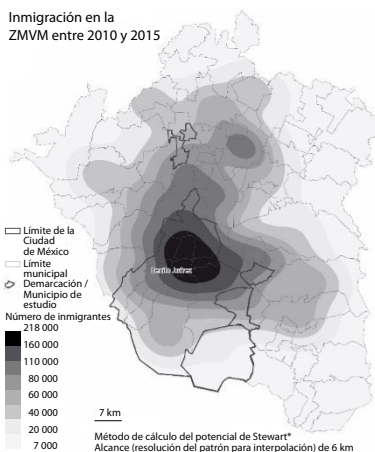 Inmigración en la
ZMVM entre 2010 y 2015
Benito Juárez
Límite de la
Ciudad
de México
Límite
municipal
Demarcación /
Municipio de
estudio
Número de inmigrantes
218 000
160 000
110 000
80 000
60 000
40 000
20 000
7 000
7 km
Método de cálculo del potencial de Stewart*
Alcance (resolución del patrón para interpolación) de 6 km